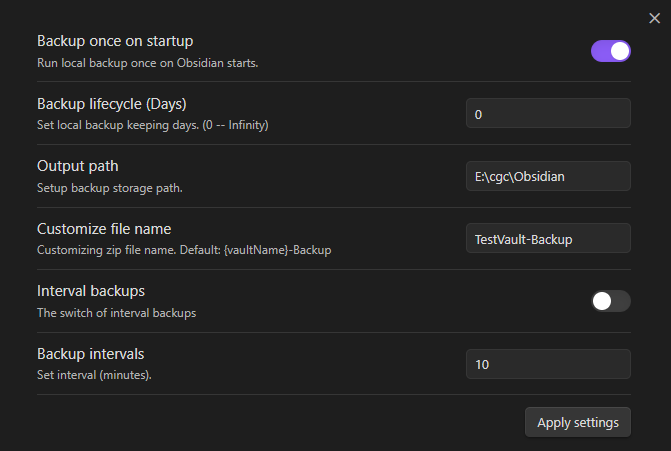 Backup once on startup
Run local backup once on Obsidian starts.
Backup lifecycle (Days)
Set local backup keeping days. (0 -- Infinity)
0
Output path
Setup backup storage path.
E:\cgc\Obsidian
Customize file name
Customizing zip file name. Default: {vaultName}-Backup
TestVault-Backup
Interval backups
The switch of interval backups
Backup intervals
Set interval (minutes).
10
Apply settings